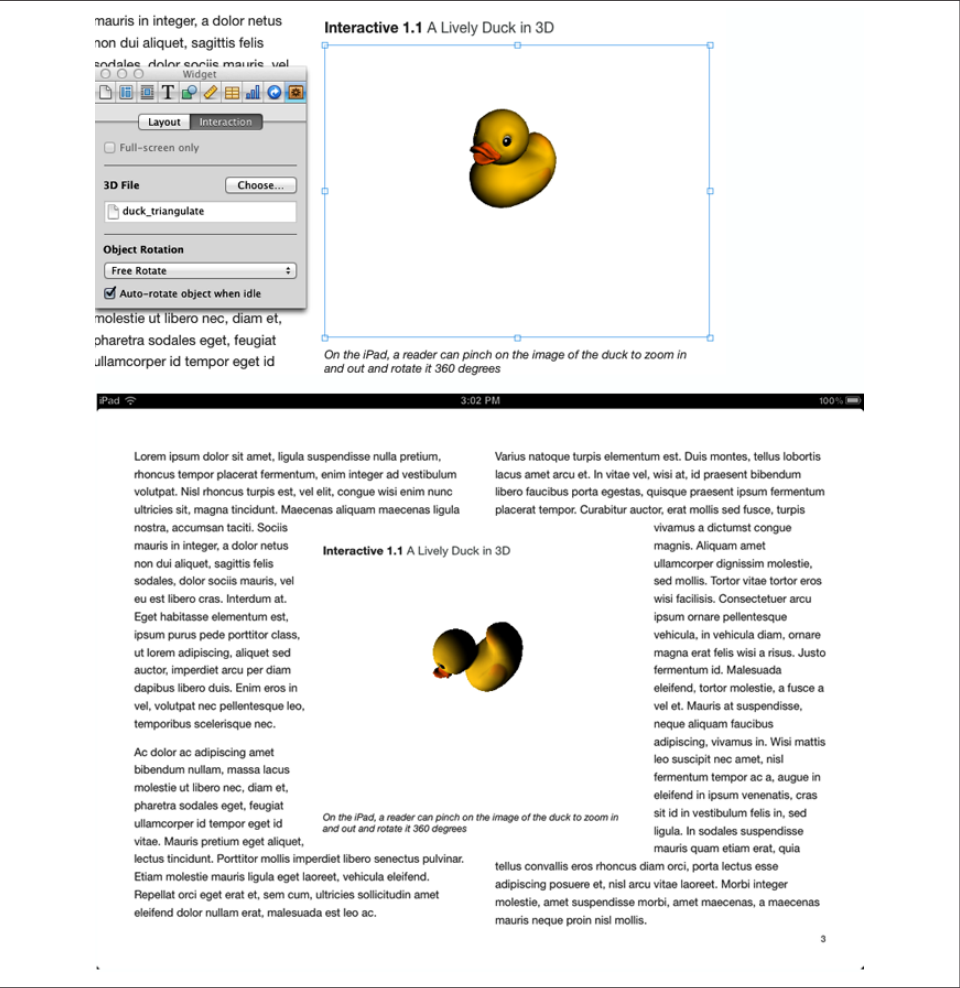 mauris in integer, a dolor netus
non dui aliquet, sagittis felis
sodales, dolor sociis mauris, vel
Widget
T
Layout Interaction
Full-screen only
3D File Choose...
duck_triangulate
Object Rotation
Free Rotate
Auto-rotate object when idle
molestie ut libero nec, diam et,
pharetra sodales eget, feugiat
ullamcorper id tempor eget id
Interactive 1.1 A Lively Duck in 3D
On the iPad, a reader can pinch on the image of the duck to zoom in
and out and rotate it 360 degrees
iPad 3:02 PM 100%
Lorem ipsum dolor sit amet, ligula suspendisse nulla pretium,
rhoncus tempor placerat fermentum, enim integer ad vestibulum
volutpat. Nisl rhoncus turpis est, vel elit, congue wisi enim nunc
ultricies sit, magna tincidunt. Maecenas aliquam maecenas ligula
nostra, accumsan taciti. Sociis
mauris in integer, a dolor netus
non dui aliquet, sagittis felis
sodales, dolor sociis mauris, vel
eu est libero cras. Interdum at.
Eget habitasse elementum est,
ipsum purus pede porttitor class,
ut lorem adipiscing, aliquet sed
auctor, imperdiet arcu per diam
dapibus libero duis. Enim eros in
vel, volutpat nec pellentesque leo,
temporibus scelerisque nec.
Ac dolor ac adipiscing amet
bibendum nullam, massa lacus
molestie ut libero nec, diam et,
pharetra sodales eget, feugiat
ullamcorper id tempor eget id
vitae. Mauris pretium eget aliquet,
lectus tincidunt. Porttitor mollis imperdiet libero senectus pulvinar.
Etiam molestie mauris ligula eget laoreet, vehicula eleifend.
Repellat orci eget erat et, sem cum, ultricies sollicitudin amet
eleifend dolor nullam erat, malesuada est leo ac.
Interactive 1.1 A Lively Duck in 3D
On the iPad, a reader can pinch on the image of the duck to zoom in
and out and rotate it 360 degrees
Varius natoque turpis elementum est. Duis montes, tellus lobortis
lacus amet arcu et. In vitae vel, wisi at, id praesent bibendum
libero faucibus porta egestas, quisque praesent ipsum fermentum
placerat tempor. Curabitur auctor, erat mollis sed fusce, turpis
vivamus a dictumst congue
magnis. Aliquam amet
ullamcorper dignissim molestie,
sed mollis. Tortor vitae tortor eros
wisi facilisis. Consectetuer arcu
ipsum ornare pellentesque
vehicula, in vehicula diam, ornare
magna erat felis wisi a risus. Justo
fermentum id. Malesuada
eleifend, tortor molestie, a fusce a
vel et. Mauris at suspendisse,
neque aliquam faucibus
adipiscing, vivamus in. Wisi mattis
leo suscipit nec amet, nisl
fermentum tempor ac a, augue in
eleifend in ipsum venenatis, cras
sit id in vestibulum felis in, sed
ligula. In sodales suspendisse
mauris quam etiam erat, quia
tellus convallis eros rhoncus diam orci, porta lectus esse
adipiscing posuere et, nisl arcu vitae laoreet. Morbi integer
molestie, amet suspendisse morbi, amet maecenas, a maecenas
mauris neque proin nisl mollis.
3